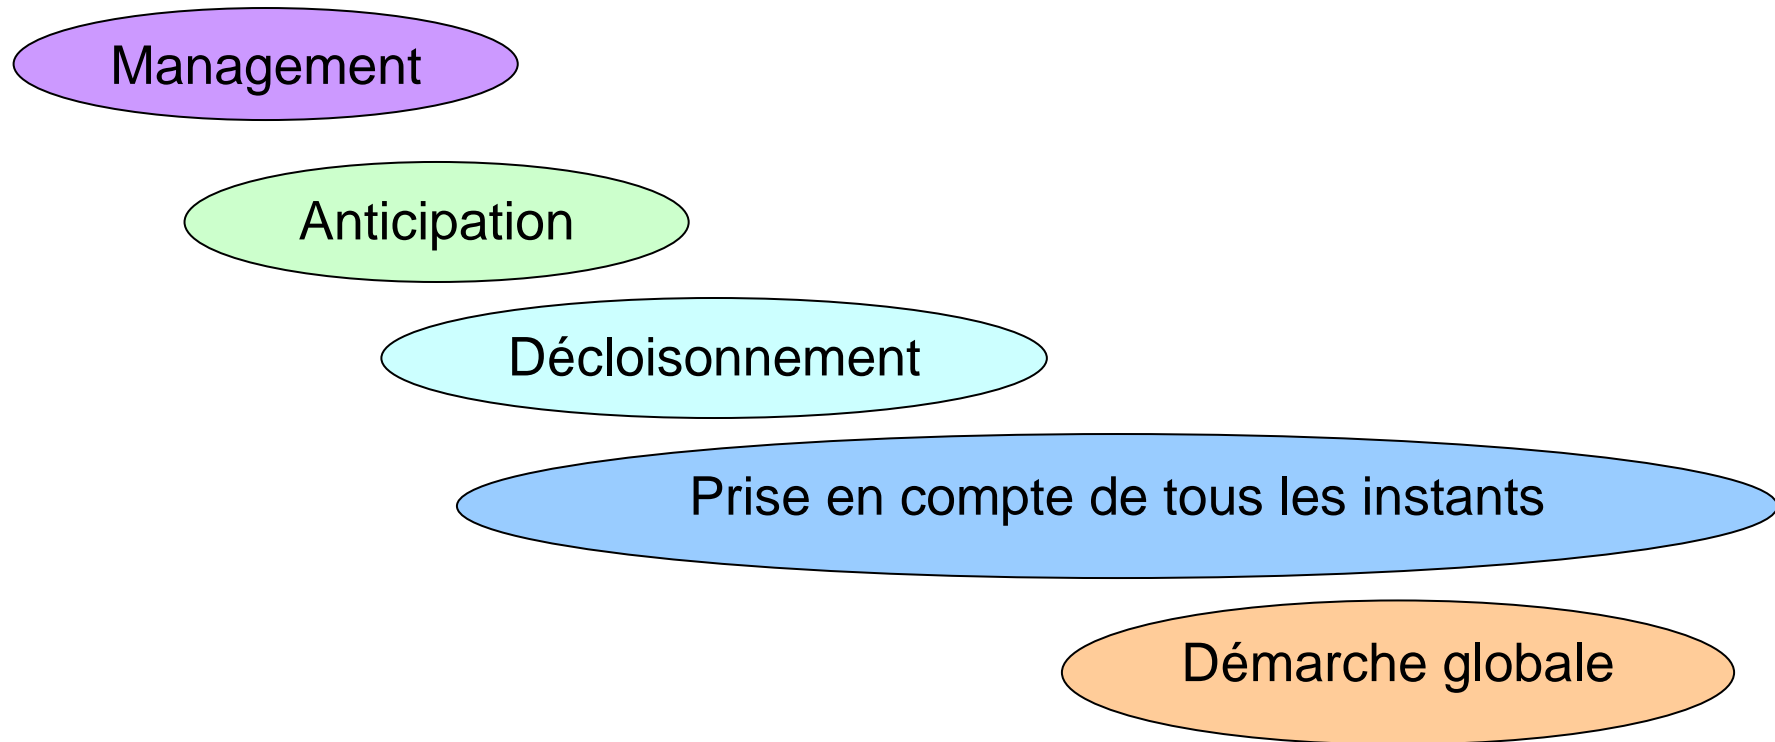 Management
Anticipation
Décloisonnement
Prise en compte de tous les instants
Démarche globale